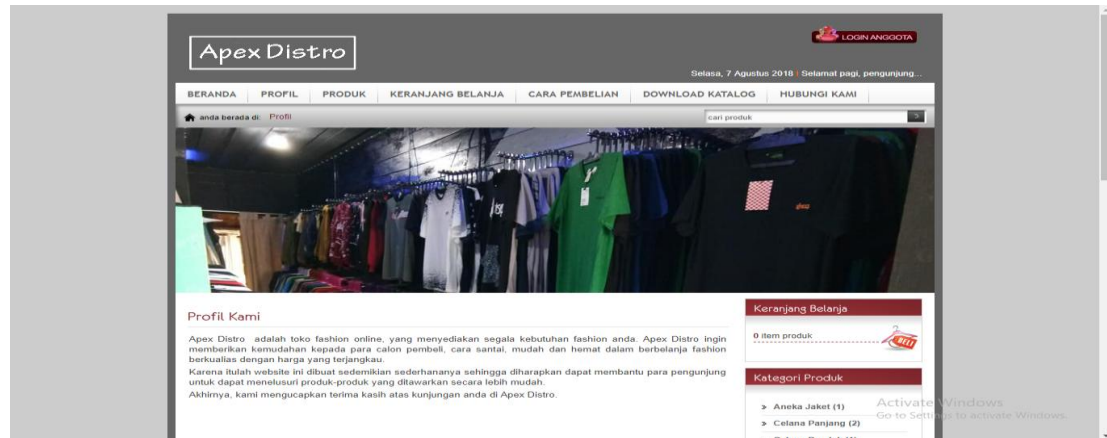 Apex Distro
LOGIN ANGGOTA
Selasa, 7 Agustus 2018 | Selamat pagi, pengunjung...
BERANDA PROFIL PRODUK KERANJANG BELANJA CARA PEMBELIAN DOWNLOAD KATALOG HUBUNGI KAMI
anda berada di: Profil
cari produk
Profil Kami
Apex Distro adalah toko fashion online, yang menyediakan segala kebutuhan fashion anda. Apex Distro ingin
memberikan kemudahan kepada para calon pembeli, cara santai, mudah dan hemat dalam berbelanja fashion
berkualias dengan harga yang terjangkau.
Karena itulah website ini dibuat sedemikian sederhananya sehingga diharapkan dapat membantu para pengunjung
untuk dapat menelusuri produk-produk yang ditawarkan secara lebih mudah.
Akhirnya, kami mengucapkan terima kasih atas kunjungan anda di Apex Distro.
Keranjang Belanja
0 item produk
BELI
Kategori Produk
> Aneka Jaket (1)
> Celana Panjang (2)
Activate Windows
Go to Settings to activate Windows.